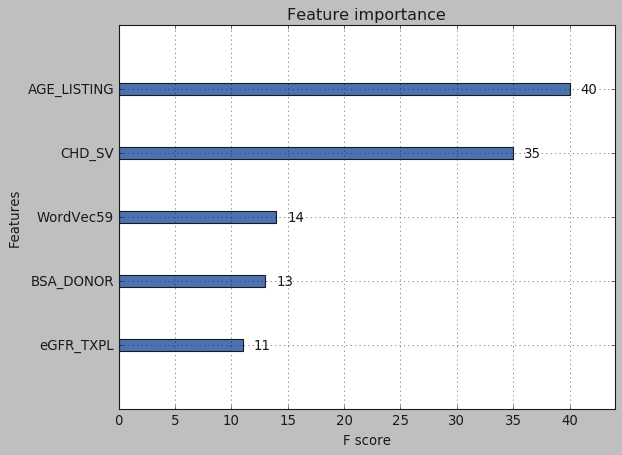 Feature importance
AGE_LISTING
40
CHD_SV
35
WordVec59
14
BSA_DONOR
13
eGFR_TXPL
11
Features
0 5 10 15 20 25 30 35 40
F score